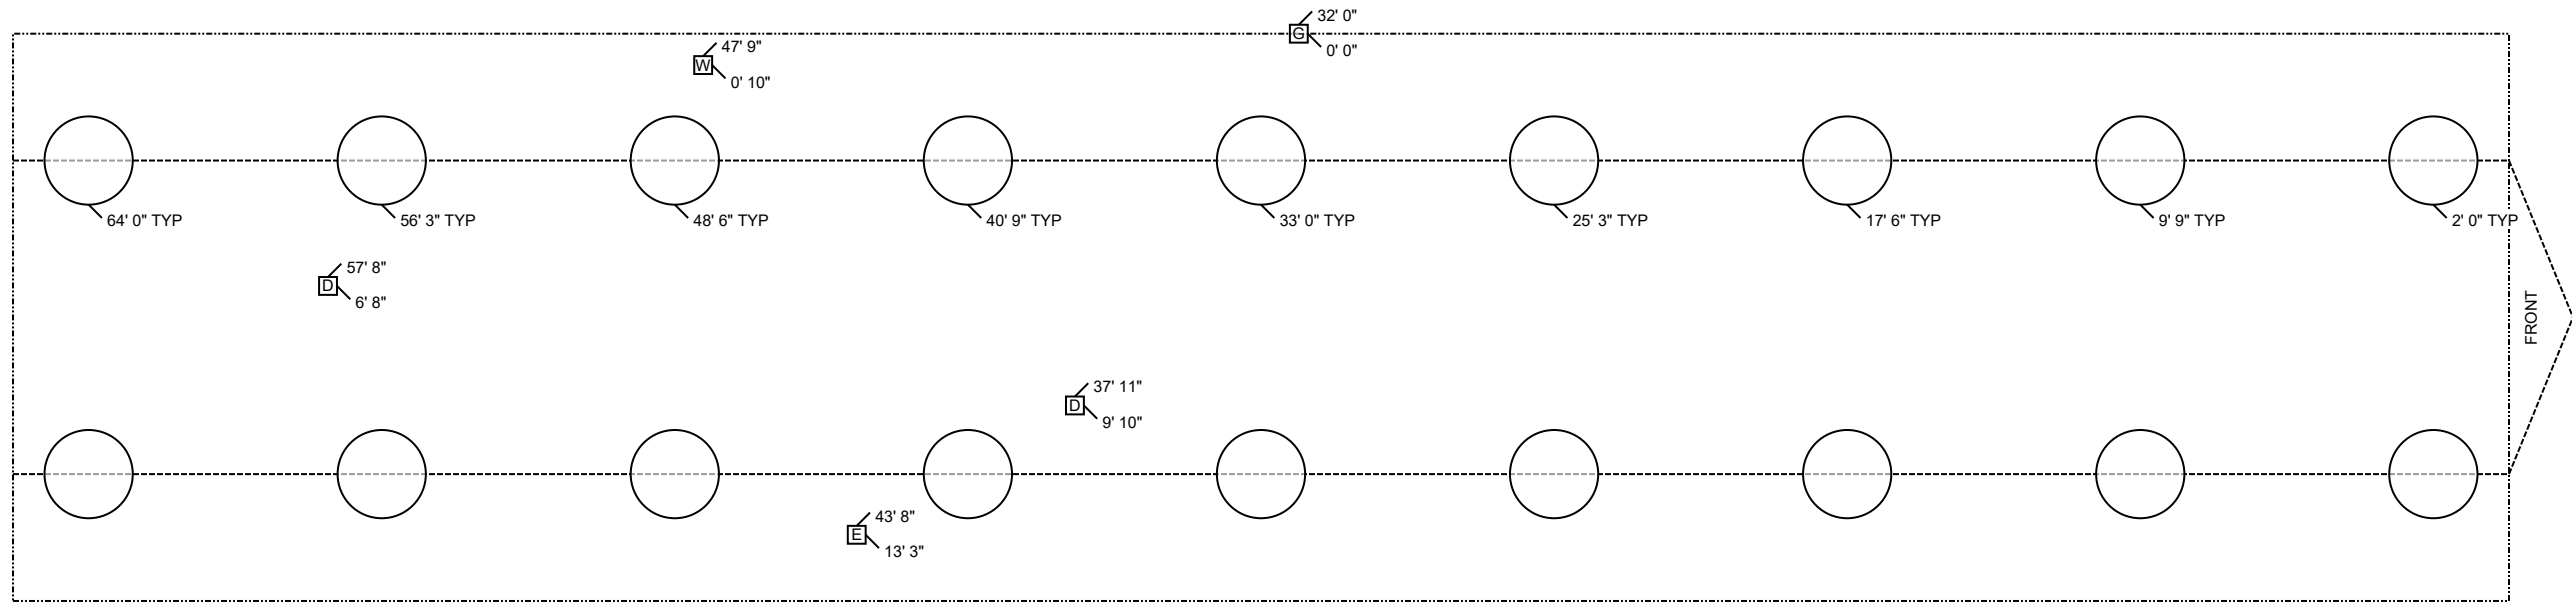 32' 0"
G
0' 0"
47' 9"
W
0' 10"
64' 0" TYP
56' 3" TYP
48' 6" TYP
40' 9" TYP
33' 0" TYP
25' 3" TYP
17' 6" TYP
9' 9" TYP
2' 0" TYP
57' 8"
D
6' 8"
FRONT
37' 11"
D
9' 10"
43' 8"
E
13' 3"